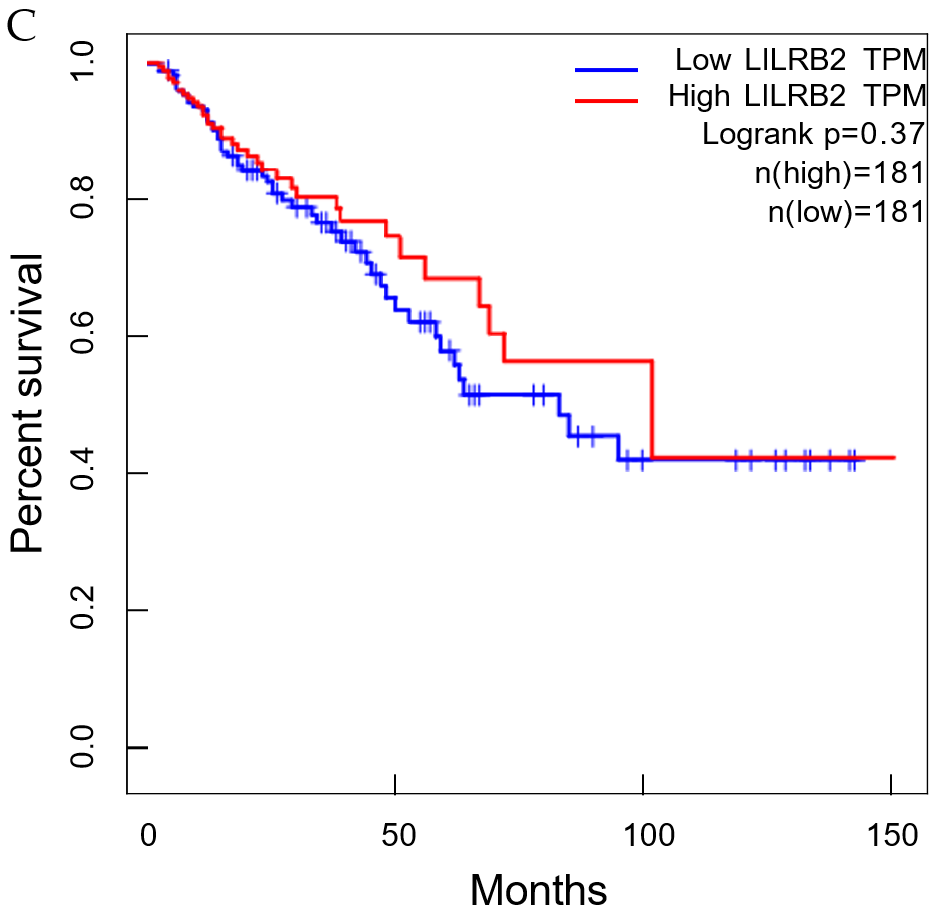 C
Low LILRB2 TPM
High LILRB2 TPM
Logrank p=0.37
n(high)=181
n(low)=181
Percent survival
1.0
0.8
0.6
0.4
0.2
0.0
0 50 100 150
Months